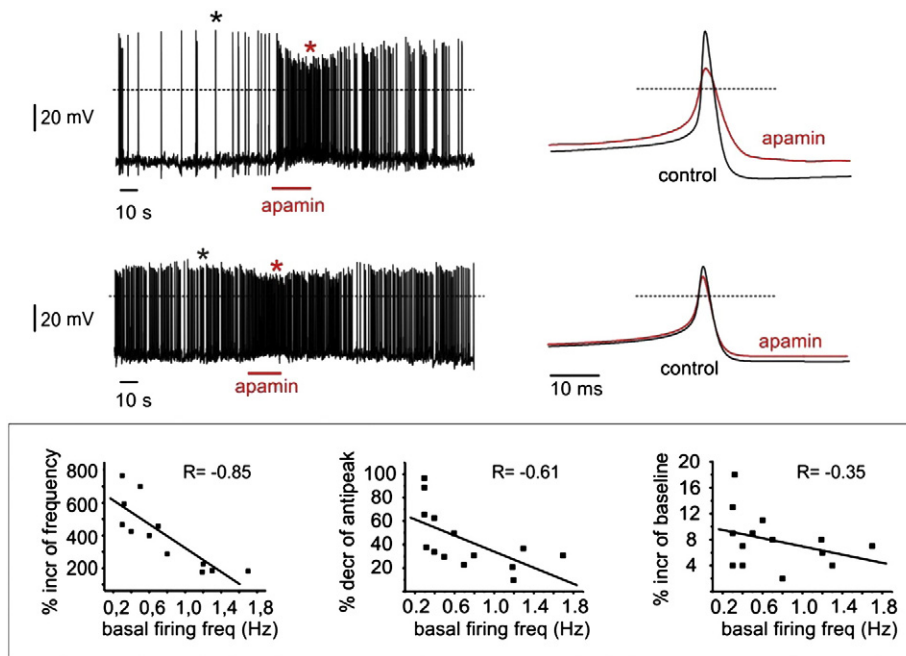 *
*
20 mV
10 s
apamin
apamin
control
*
*
20 mV
10 s
apamin
apamin
control
10 ms
R= -0.85
% incr of frequency
800
600
400
200
0,2 0,6 1,0 1,4 1.8
basal firing freq (Hz)
R= -0.61
% decr of antipeak
100
80
60
40
20
0,2 0,6 1.0 1.4 1.8
basal firing freq (Hz)
R= -0.35
% incr of baseline
20
16
12
8
4
0
0,2 0,6 1.0 1.4 1.8
basal firing freq (Hz)